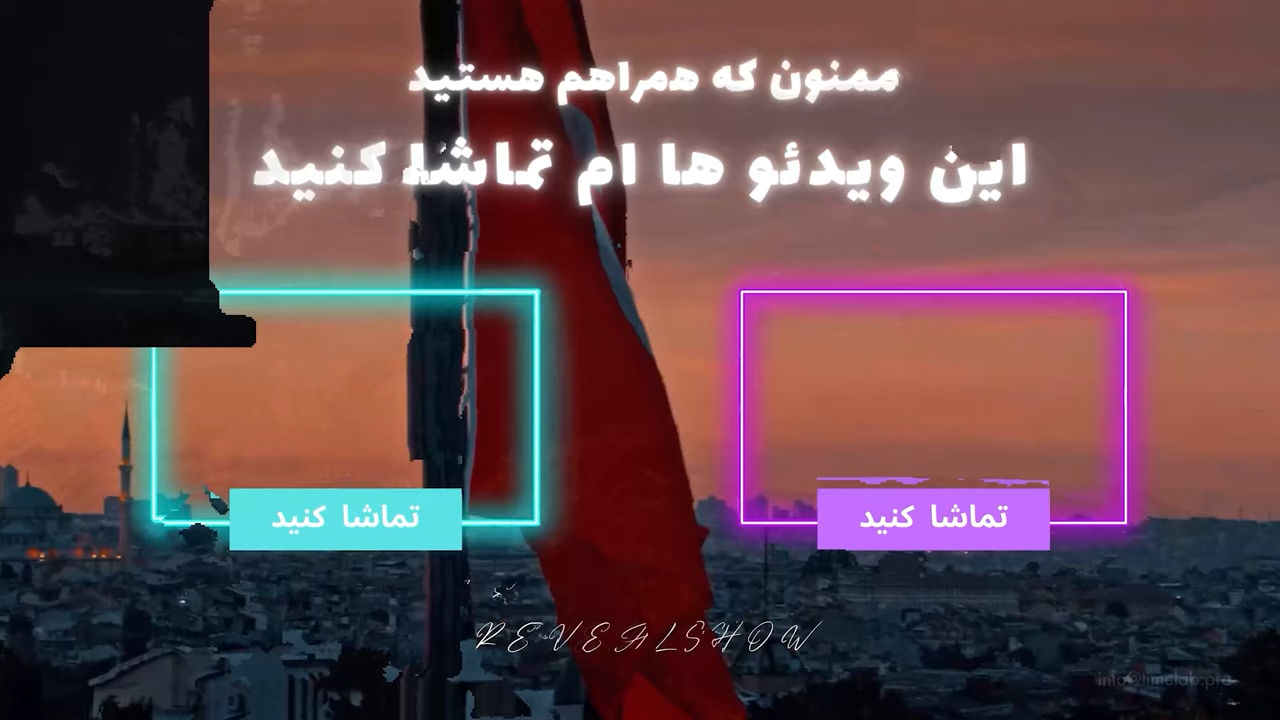 ممنون که همراهم هستید
این ویدئو ها ام تماشا کنید
تماشا کنید
تماشا کنید
REVEALSHOW